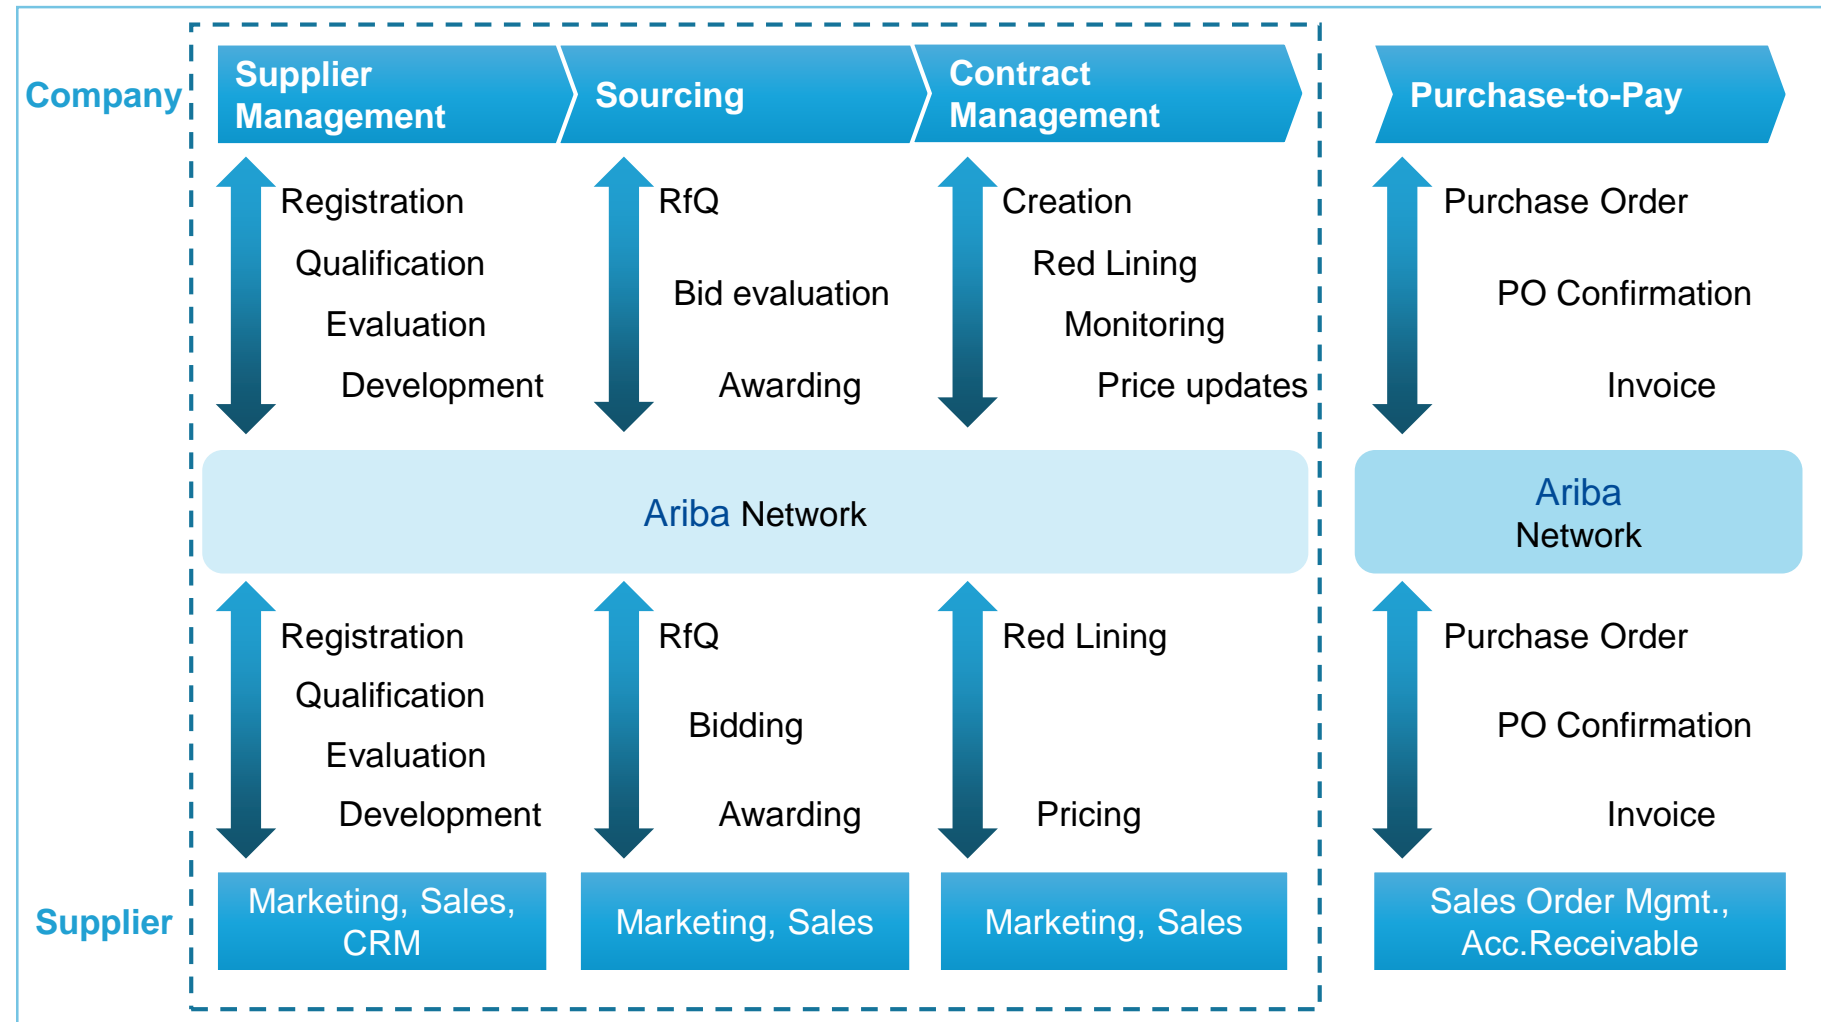 Company
Supplier
Management
Sourcing
Contract
Management
Purchase-to-Pay
Registration
Qualification
Evaluation
Development
RfQ
Bid evaluation
Awarding
Creation
Red Lining
Monitoring
Price updates
Purchase Order
PO Confirmation
Invoice
Ariba Network
Ariba
Network
Registration
Qualification
Evaluation
Development
RfQ
Bidding
Awarding
Red Lining
Pricing
Purchase Order
PO Confirmation
Invoice
Supplier
Marketing, Sales,
CRM
Marketing, Sales
Marketing, Sales
Sales Order Mgmt.,
Acc.Receivable